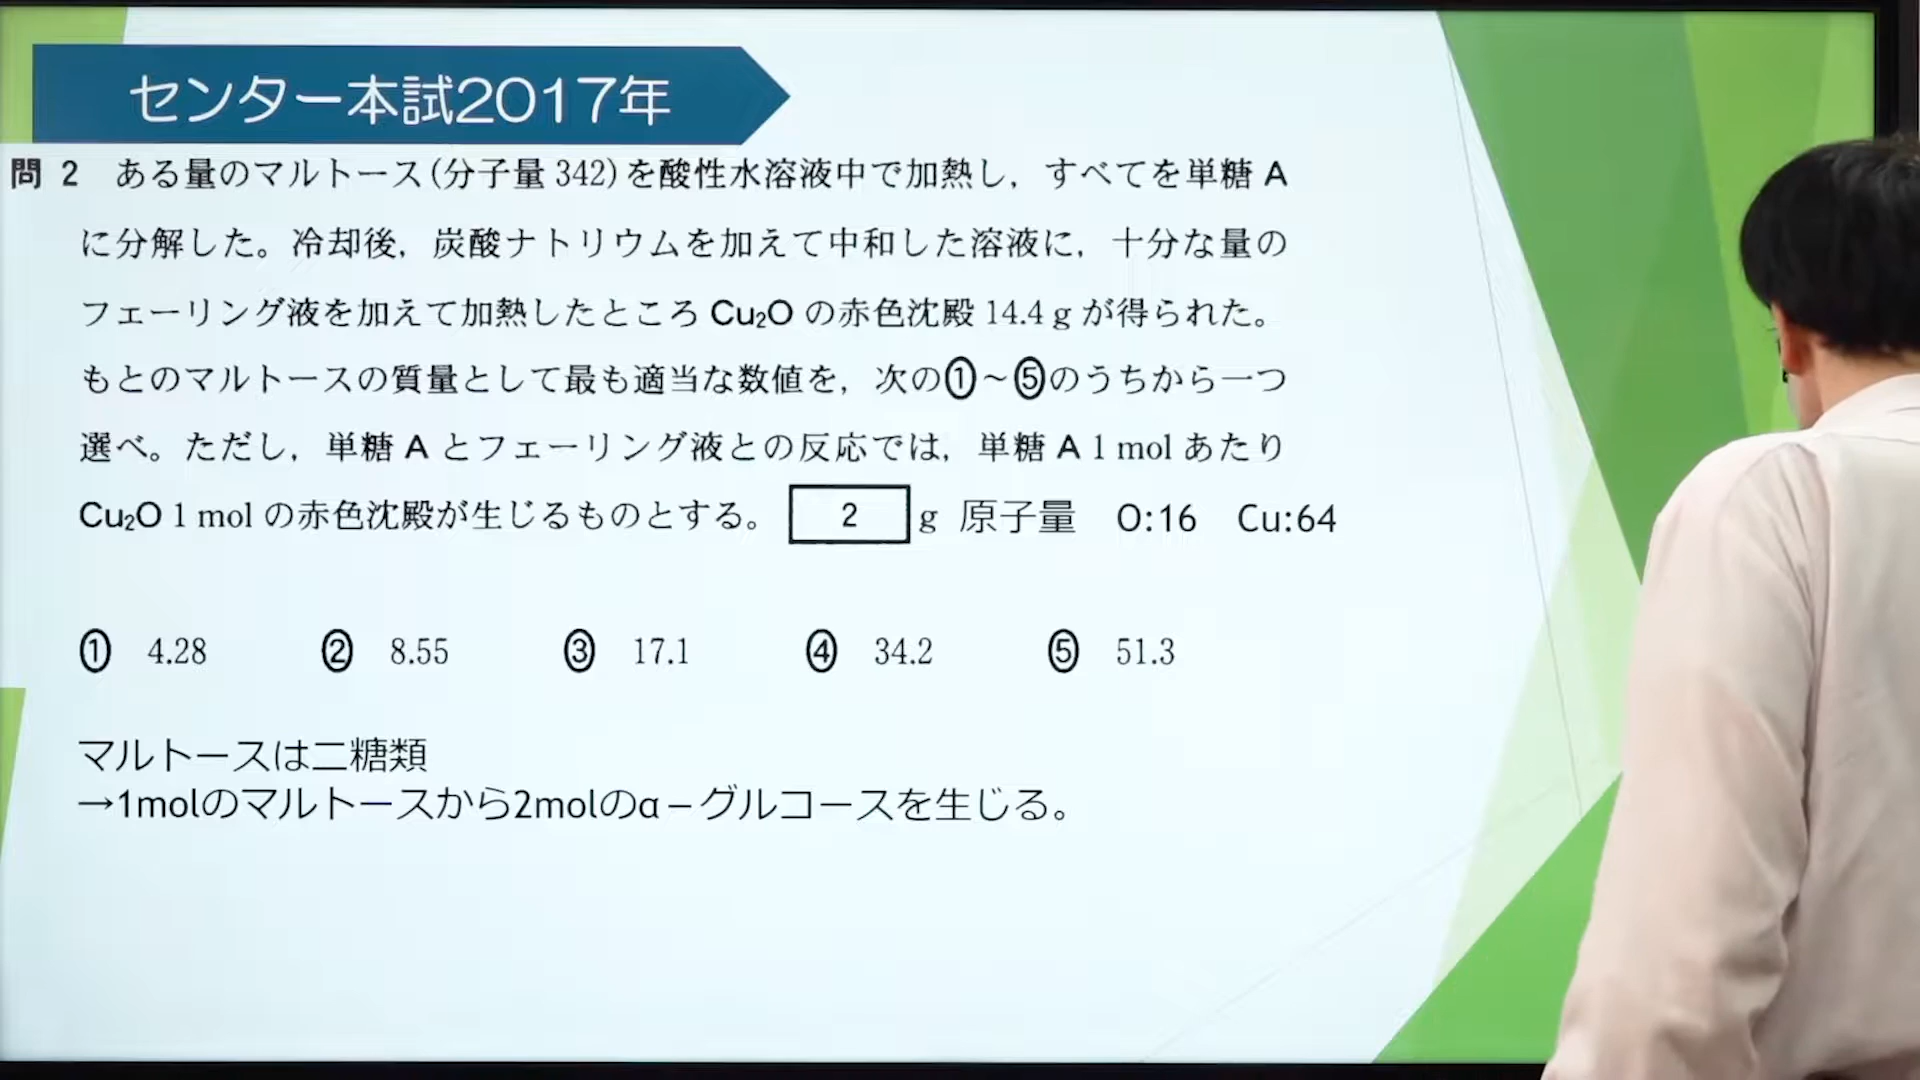 センター本試2017年
問 2 ある量のマルトース(分子量 342)を酸性水溶液中で加熱し，すべてを単糖 A
に分解した。冷却後，炭酸ナトリウムを加えて中和した溶液に，十分な量の
フェーリング液を加えて加熱したところ Cu₂O の赤色沈殿 14.4 g が得られた。
もとのマルトースの質量として最も適当な数値を，次の①～⑤のうちから一つ
選べ。ただし，単糖 A とフェーリング液との反応では，単糖 A 1 mol あたり
Cu₂O 1 mol の赤色沈殿が生じるものとする。 2 g 原子量 O:16 Cu:64
① 4.28 ② 8.55 ③ 17.1 ④ 34.2 ⑤ 51.3
マルトースは二糖類
→1molのマルトースから2molのα－グルコースを生じる。